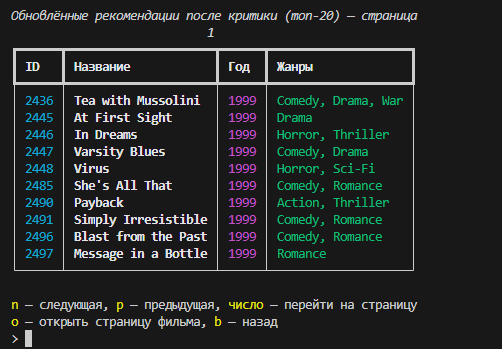 Обновлённые рекомендации после критики (топ-20) — страница
1
ID Название Год Жанры
2436 Tea with Mussolini 1999 Comedy, Drama, War
2445 At First Sight 1999 Drama
2446 In Dreams 1999 Horror, Thriller
2447 Varsity Blues 1999 Comedy, Drama
2448 Virus 1999 Horror, Sci-Fi
2485 She's All That 1999 Comedy, Romance
2490 Payback 1999 Action, Thriller
2491 Simply Irresistible 1999 Comedy, Romance
2496 Blast from the Past 1999 Comedy, Romance
2497 Message in a Bottle 1999 Romance
n — следующая, p — предыдущая, число — перейти на страницу
o — открыть страницу фильма, b — назад
>